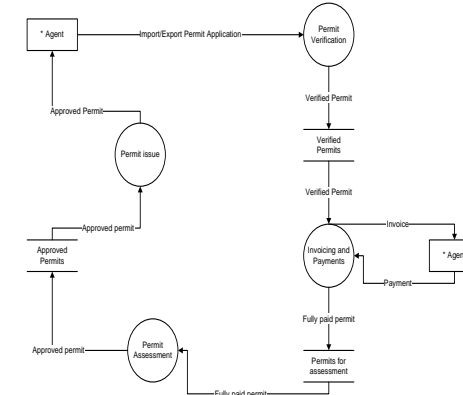 * Agent
Import/Export Permit Application
Permit
Verification
Verified Permit
Verified
Permits
Verified Permit
Invoicing and
Payments
Invoice
* Agent
Payment
Fully paid permit
Permits for
assessment
Fully paid permit
Permit
Assessment
Approved permit
Approved
Permits
Approved permit
Permit issue
Approved Permit